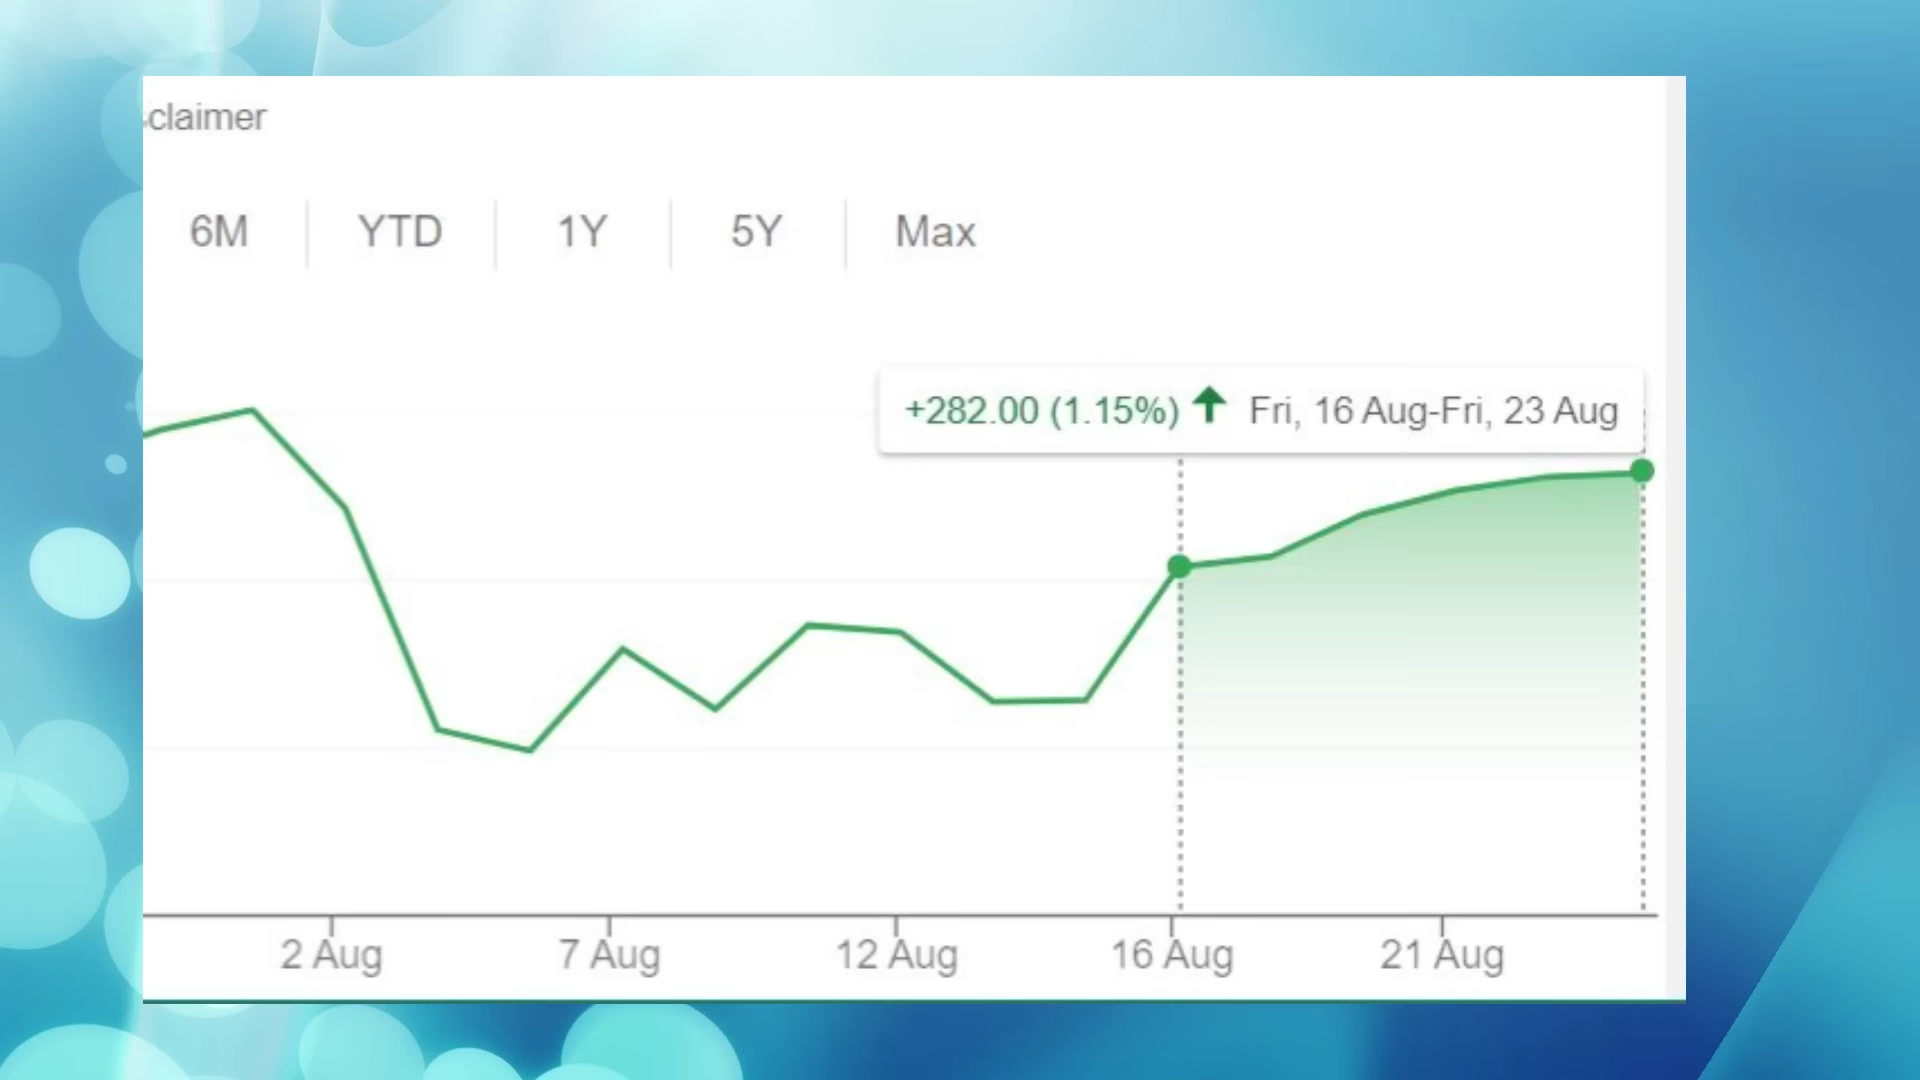 claimer
6M YTD 1Y 5Y Max
+282.00 (1.15%) ↑ Fri, 16 Aug-Fri, 23 Aug
2 Aug 7 Aug 12 Aug 16 Aug 21 Aug